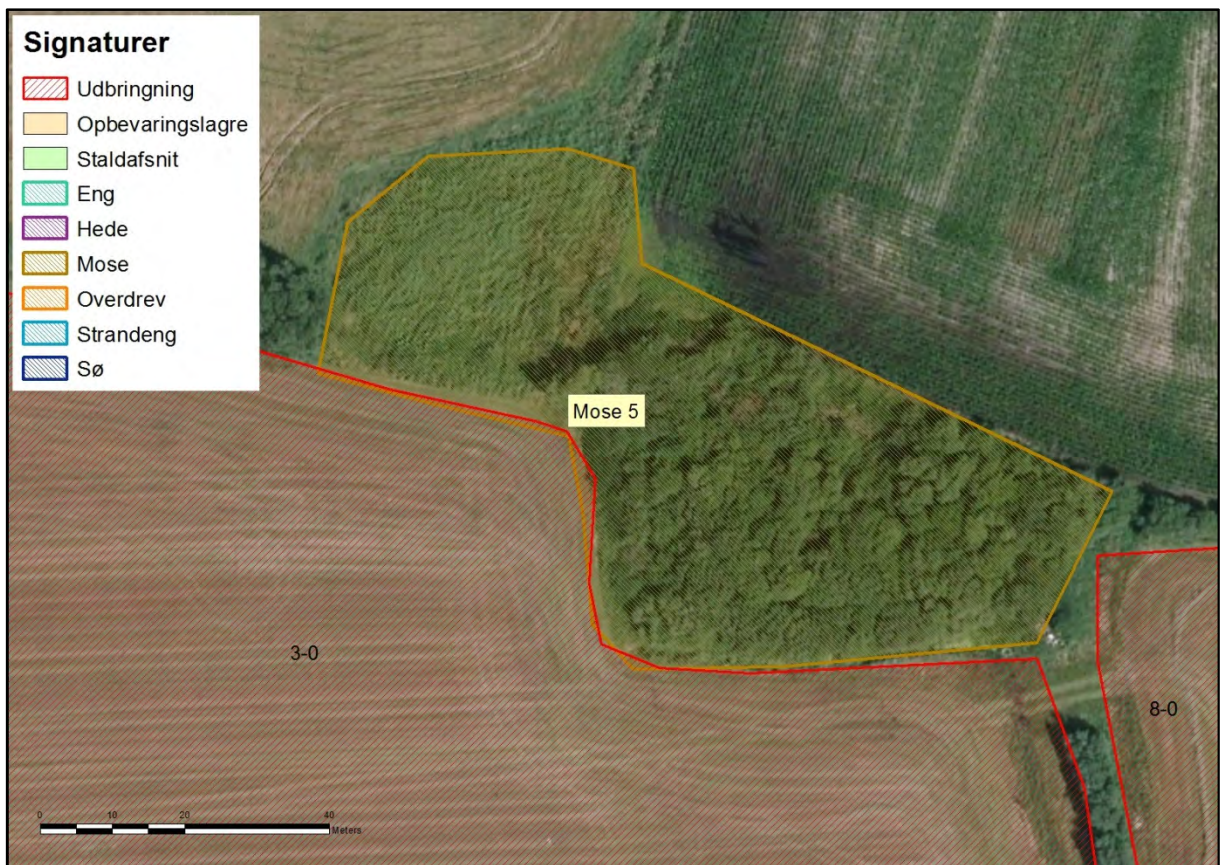 Signaturer
Udbringning
Opbevaringslagre
Staldafsnit
Eng
Hede
Mose
Overdrev
Strandeng
Sø
Mose 5
3-0
8-0
0 10 20 40
Meters